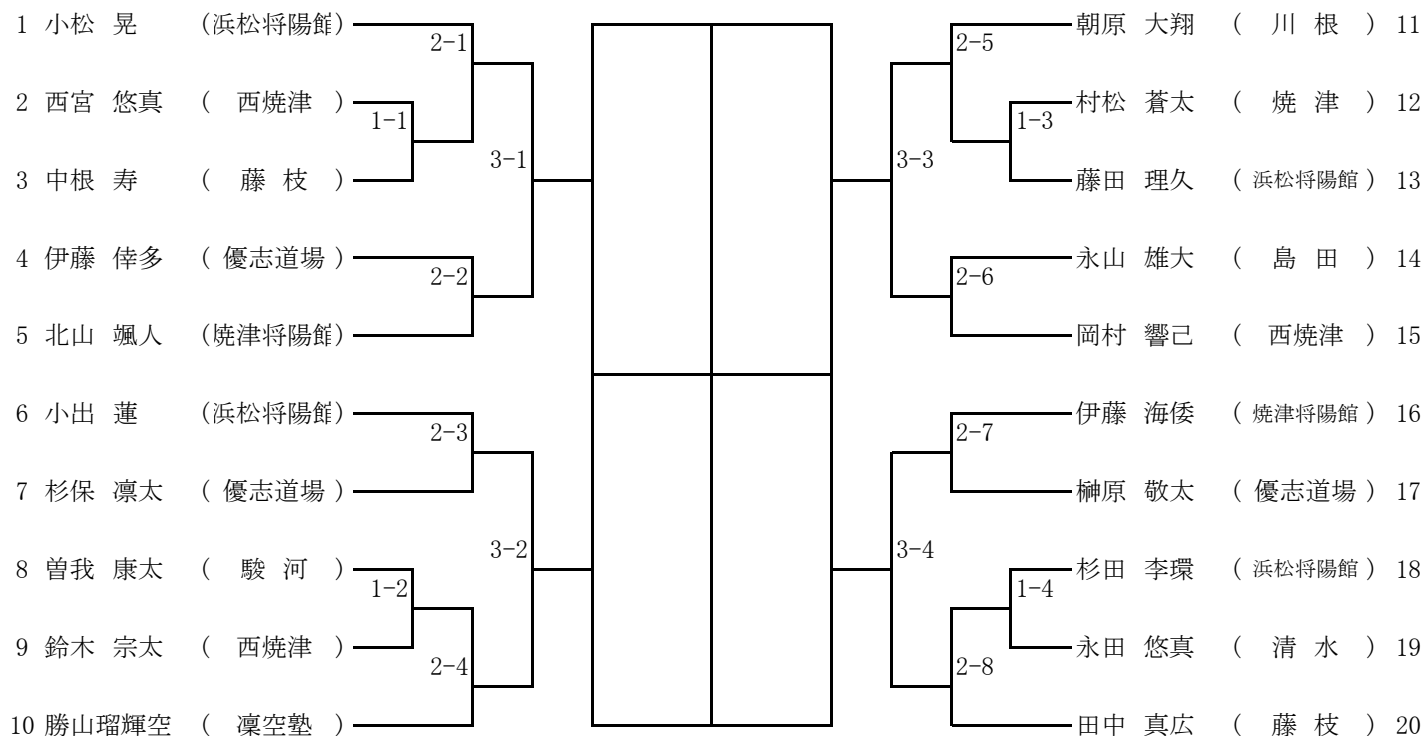 1 小松 晃 (浜松将陽館)
2-1
2 西宮 悠真 ( 西焼津 )
1-1
3-1
3 中根 寿 ( 藤 枝 )
4 伊藤 倖多 ( 優志道場 )
2-2
5 北山 颯人 (焼津将陽館)
6 小出 蓮 (浜松将陽館)
2-3
7 杉保 凛太 ( 優志道場 )
3-2
8 曽我 康太 ( 駿 河 )
1-2
9 鈴木 宗太 ( 西焼津 )
2-4
10 勝山瑠輝空 ( 凜空塾 )
朝原 大翔 ( 川 根 ) 11
2-5
村松 蒼太 ( 焼 津 ) 12
1-3
3-3
藤田 理久 ( 浜松将陽館 ) 13
永山 雄大 ( 島 田 ) 14
2-6
岡村 響己 ( 西焼津 ) 15
伊藤 海倭 ( 焼津将陽館 ) 16
2-7
榊原 敬太 ( 優志道場 ) 17
3-4
杉田 李環 ( 浜松将陽館 ) 18
1-4
永田 悠真 ( 清 水 ) 19
2-8
田中 真広 ( 藤 枝 ) 20